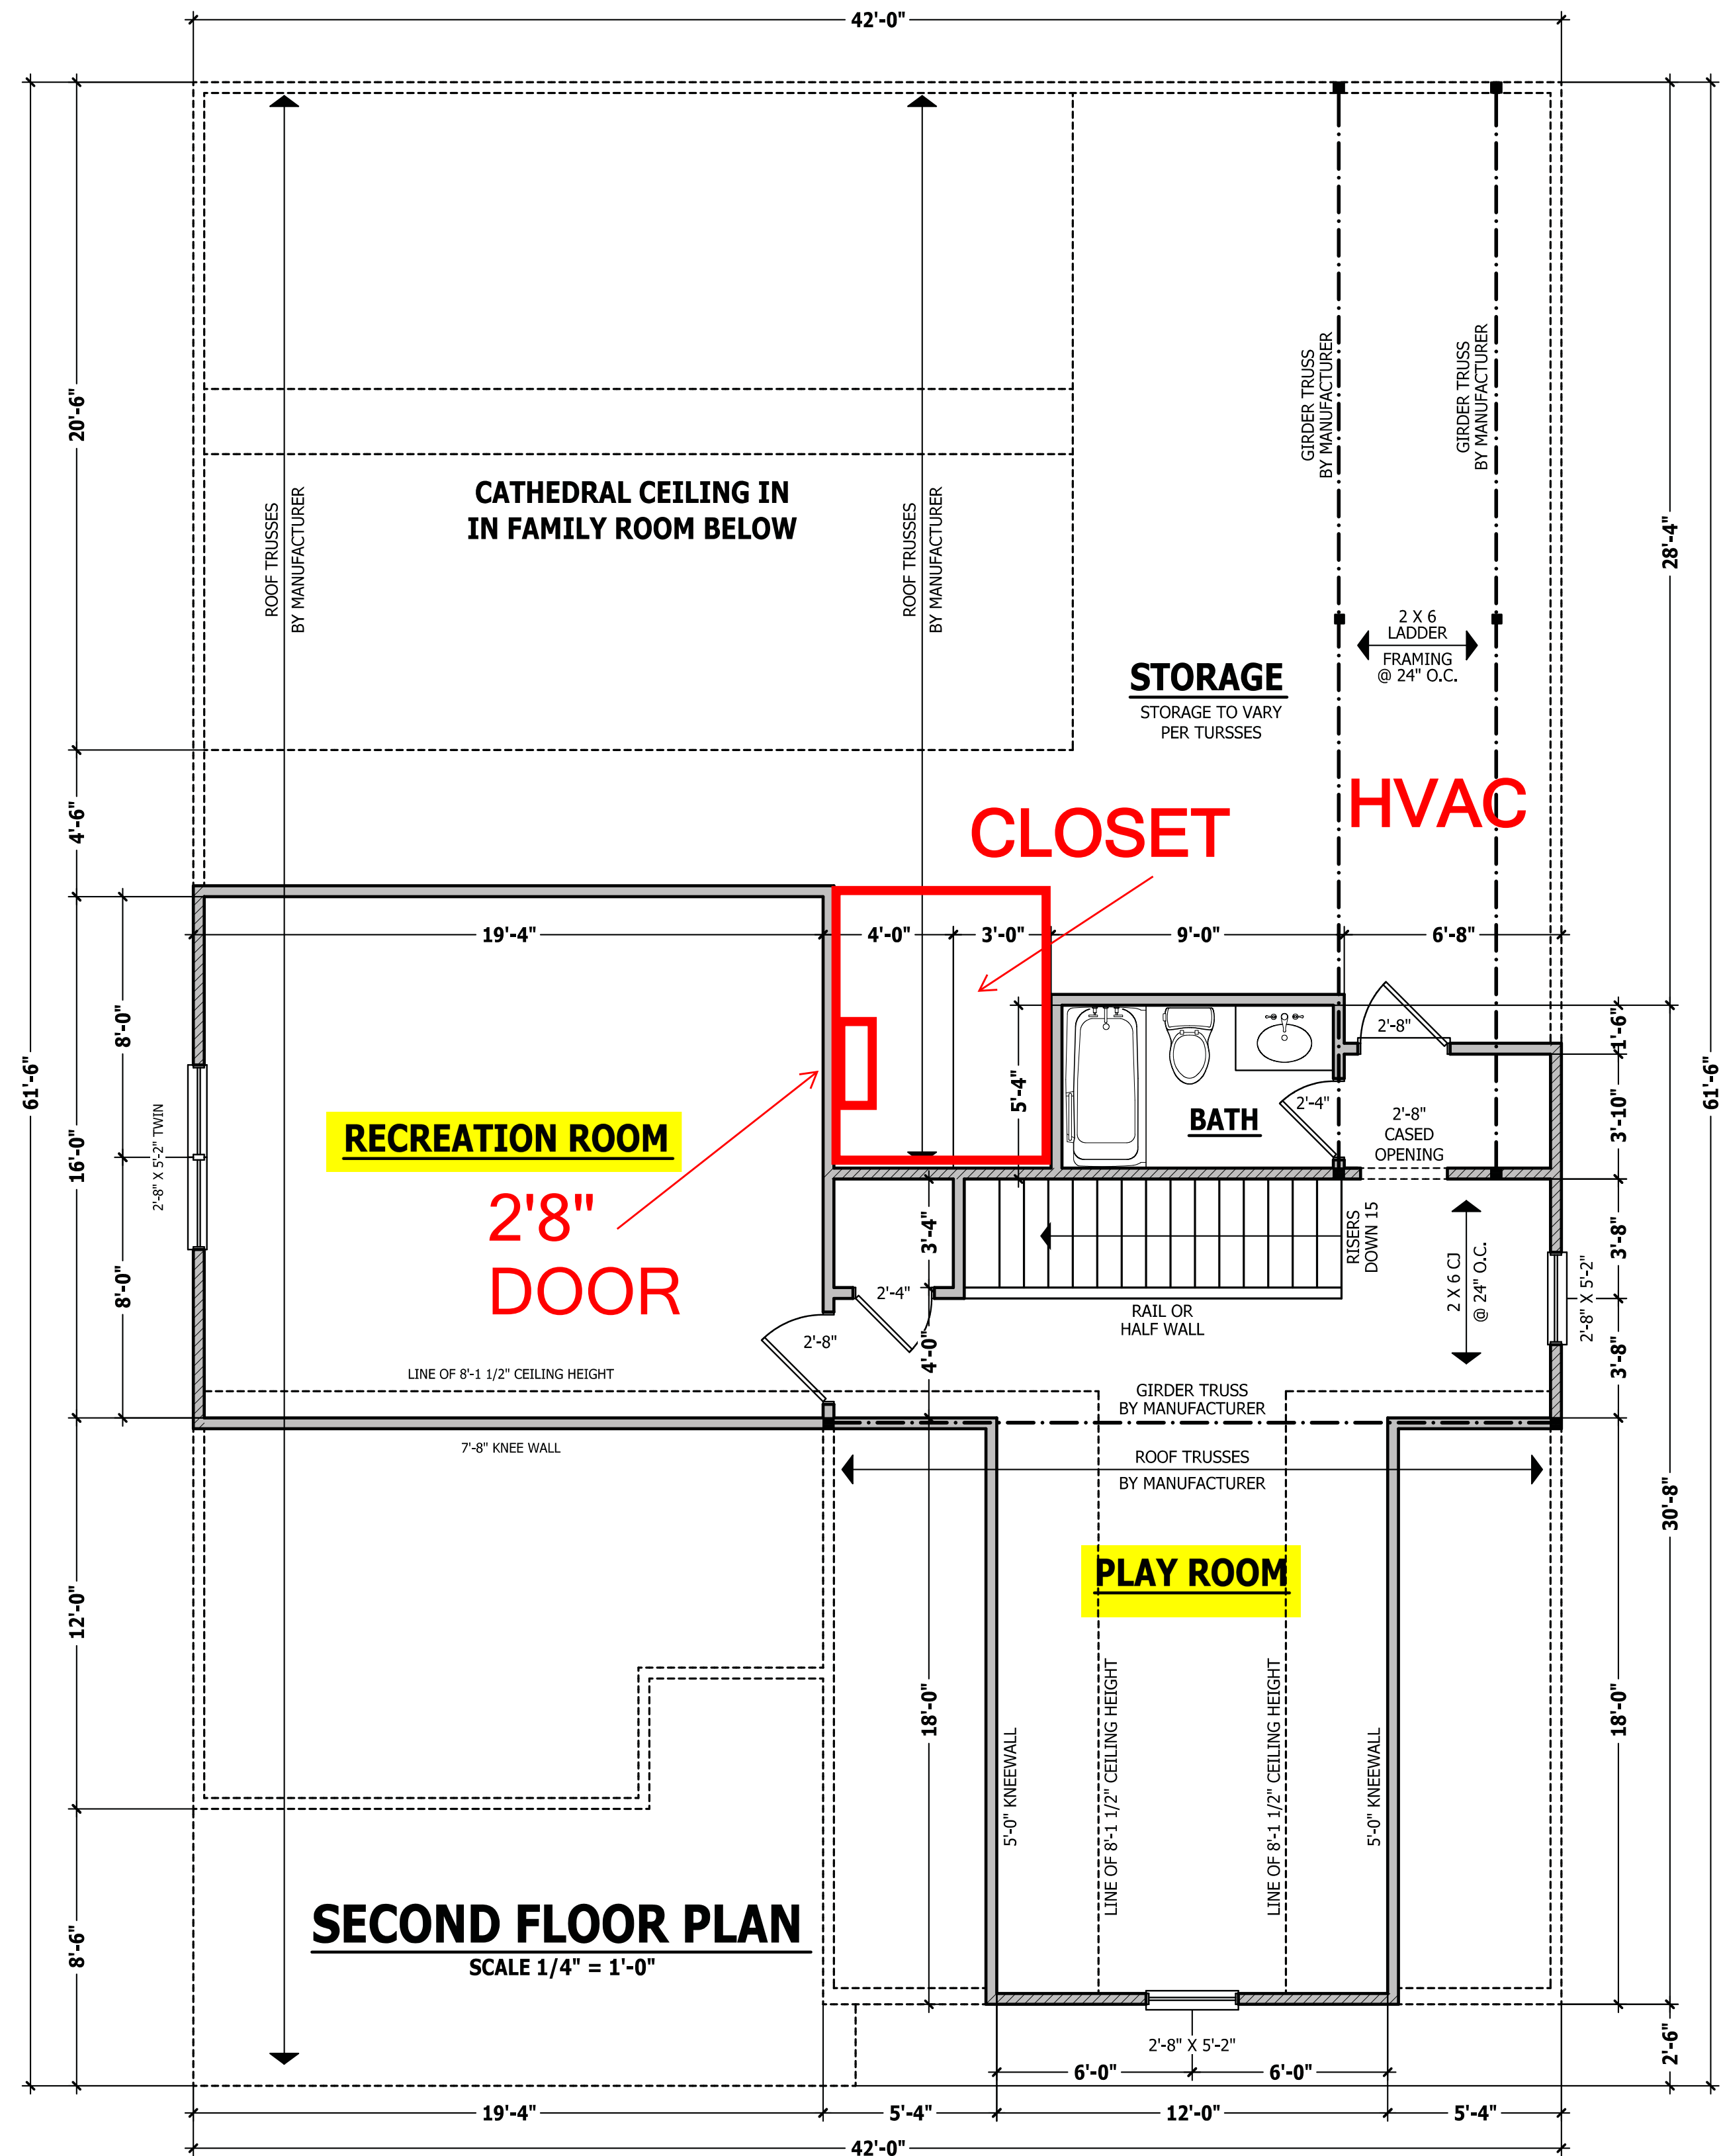 42'-0"
61'-6"
20'-6"
4'-6"
16'-0"
12'-0"
8'-6"
8'-0"
8'-0"
2'-8" X 5'-2" TWIN
ROOF TRUSSES
BY MANUFACTURER
CATHEDRAL CEILING IN
IN FAMILY ROOM BELOW
ROOF TRUSSES
BY MANUFACTURER
GIRDER TRUSS
BY MANUFACTURER
GIRDER TRUSS
BY MANUFACTURER
2 X 6
LADDER
FRAMING
@ 24" O.C.
STORAGE
STORAGE TO VARY
PER TURSSES
HVAC
CLOSET
19'-4"
4'-0"
3'-0"
9'-0"
6'-8"
28'-4"
61'-6"
1'-6"
3'-10"
3'-8"
3'-8"
30'-8"
18'-0"
2'-6"
5'-4"
2'-8"
2'-4"
BATH
2'-8"
CASED
OPENING
RECREATION ROOM
2'8"
DOOR
3'-4"
2'-4"
2'-8"
4'-0"
RISERS
DOWN 15
2 X 6 CJ
@ 24" O.C.
2'-8" X 5'-2"
RAIL OR
HALF WALL
LINE OF 8'-1 1/2" CEILING HEIGHT
GIRDER TRUSS
BY MANUFACTURER
7'-8" KNEE WALL
ROOF TRUSSES
BY MANUFACTURER
PLAY ROOM
18'-0"
5'-0" KNEEWALL
LINE OF 8'-1 1/2" CEILING HEIGHT
LINE OF 8'-1 1/2" CEILING HEIGHT
5'-0" KNEEWALL
SECOND FLOOR PLAN
SCALE 1/4" = 1'-0"
2'-8" X 5'-2"
6'-0"
6'-0"
19'-4"
5'-4"
12'-0"
5'-4"
42'-0"